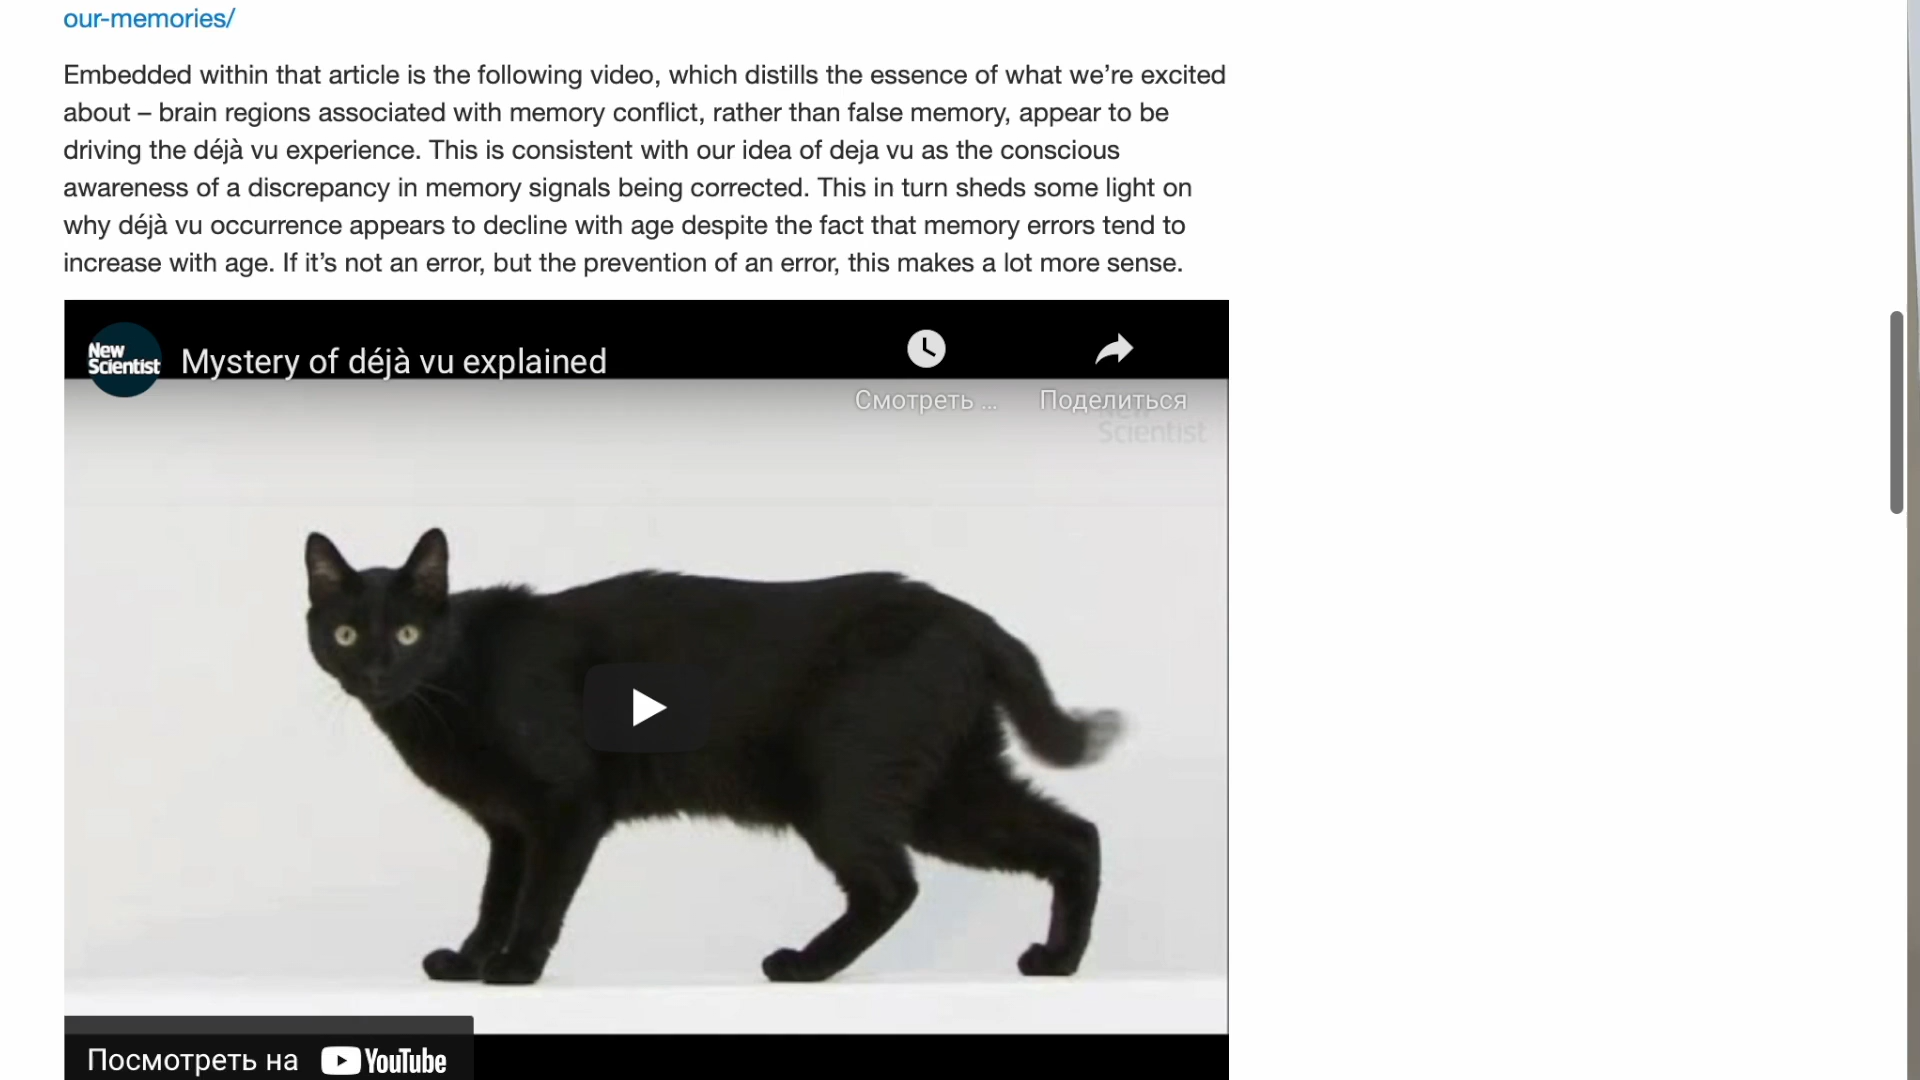 our-memories/
Embedded within that article is the following video, which distills the essence of what we’re excited
about – brain regions associated with memory conflict, rather than false memory, appear to be
driving the déjà vu experience. This is consistent with our idea of deja vu as the conscious
awareness of a discrepancy in memory signals being corrected. This in turn sheds some light on
why déjà vu occurrence appears to decline with age despite the fact that memory errors tend to
increase with age. If it’s not an error, but the prevention of an error, this makes a lot more sense.
New
Scientist
Mystery of déjà vu explained
Смотреть ...
Поделиться
New
Scientist
Посмотреть на
YouTube